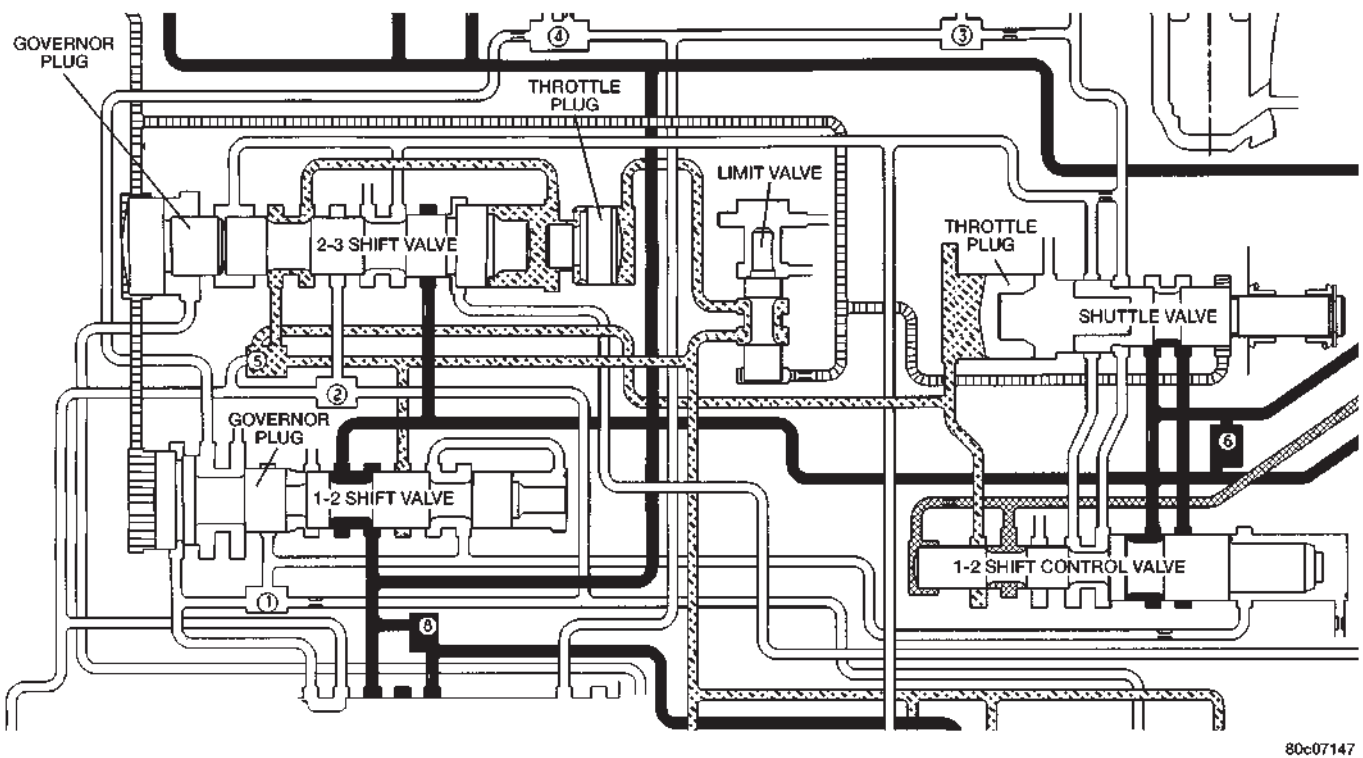 GOVERNOR
PLUG
4
3
THROTTLE
PLUG
LIMIT VALVE
THROTTLE
PLUG
2-3 SHIFT VALVE
SHUTTLE VALVE
5
2
GOVERNOR
PLUG
6
1-2 SHIFT VALVE
1-2 SHIFT CONTROL VALVE
1
8
80c07147